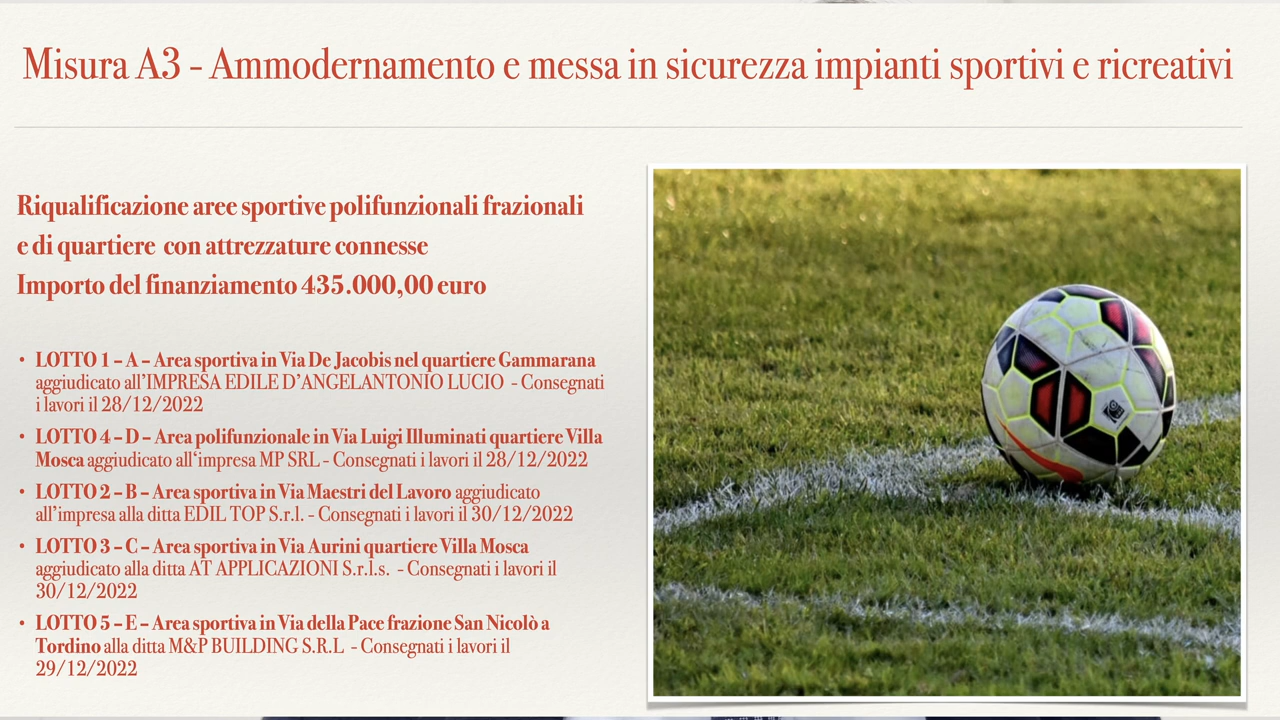 Misura A3 - Ammodernamento e messa in sicurezza impianti sportivi e ricreativi
Riqualificazione aree sportive polifunzionali frazionali
e di quartiere con attrezzature connesse
Importo del finanziamento 435.000,00 euro
• LOTTO 1 – A – Area sportiva in Via De Jacobis nel quartiere Gammarana
aggiudicato all'IMPRESA EDILE D'ANGELANTONIO LUCIO - Consegnati
i lavori il 28/12/2022
• LOTTO 4 – D – Area polifunzionale in Via Luigi Illuminati quartiere Villa
Mosca aggiudicato all'impresa MP SRL - Consegnati i lavori il 28/12/2022
• LOTTO 2 – B – Area sportiva in Via Maestri del Lavoro aggiudicato
all'impresa alla ditta EDIL TOP S.r.l. - Consegnati i lavori il 30/12/2022
• LOTTO 3 – C – Area sportiva in Via Aurini quartiere Villa Mosca
aggiudicato alla ditta AT APPLICAZIONI S.r.l.s. - Consegnati i lavori il
30/12/2022
• LOTTO 5 – E – Area sportiva in Via della Pace frazione San Nicolò a
Tordino alla ditta M&P BUILDING S.R.L - Consegnati i lavori il
29/12/2022